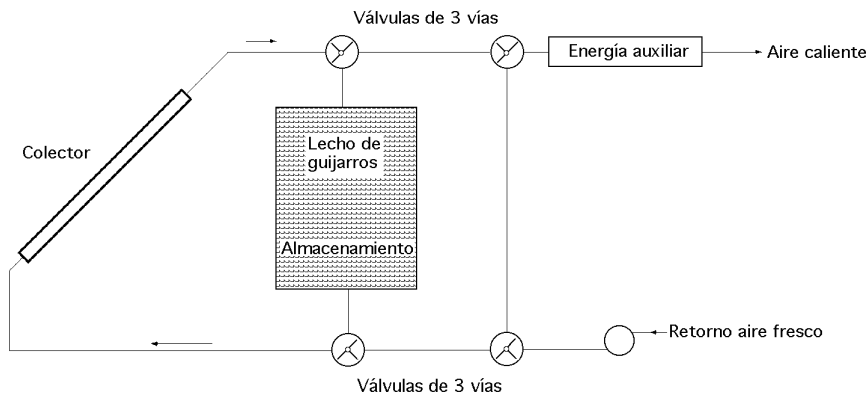 Válvulas de 3 vías
Energía auxiliar
Aire caliente
Colector
Lecho de
guijarros
Almacenamiento
Retorno aire fresco
Válvulas de 3 vías